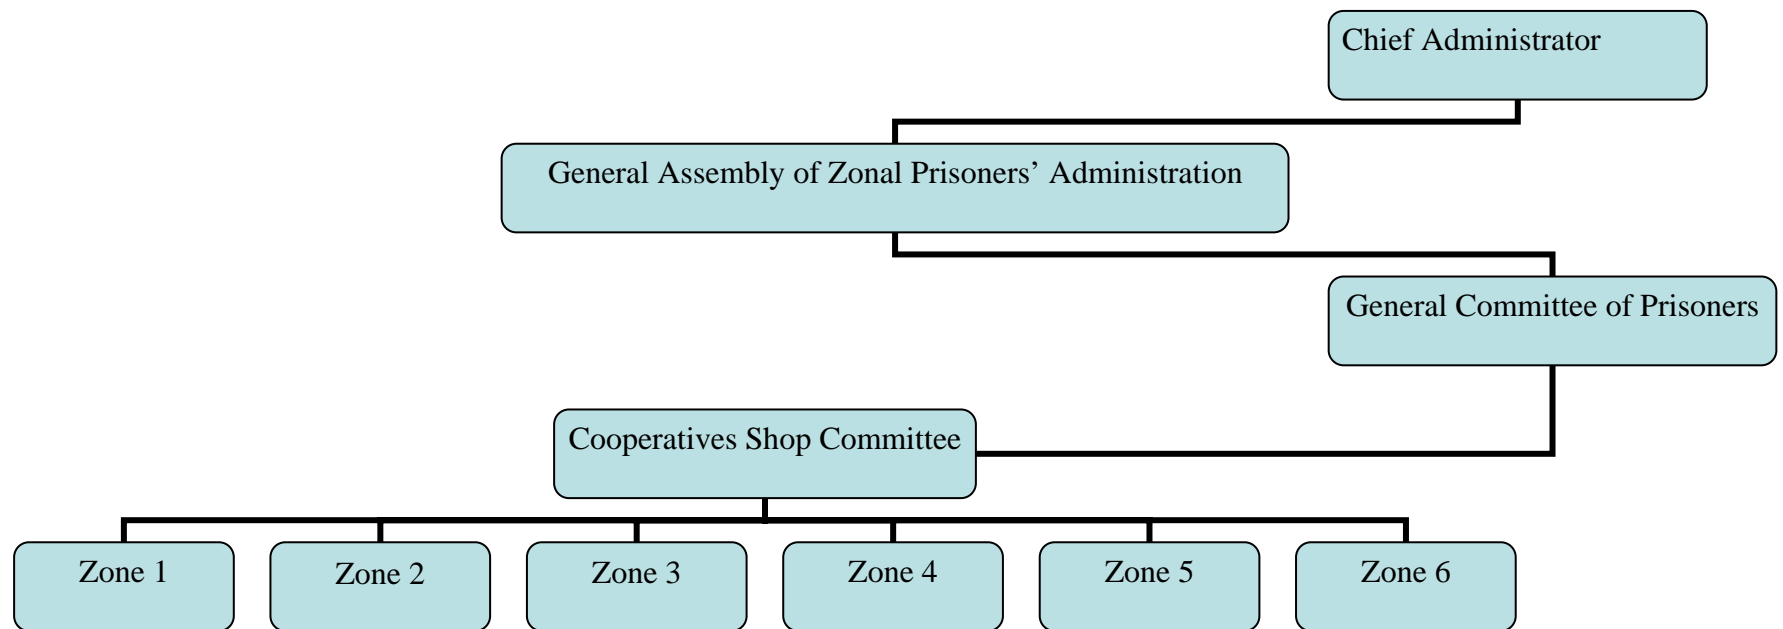 Chief Administrator
General Assembly of Zonal Prisoners’ Administration
General Committee of Prisoners
Cooperatives Shop Committee
Zone 1
Zone 2
Zone 3
Zone 4
Zone 5
Zone 6